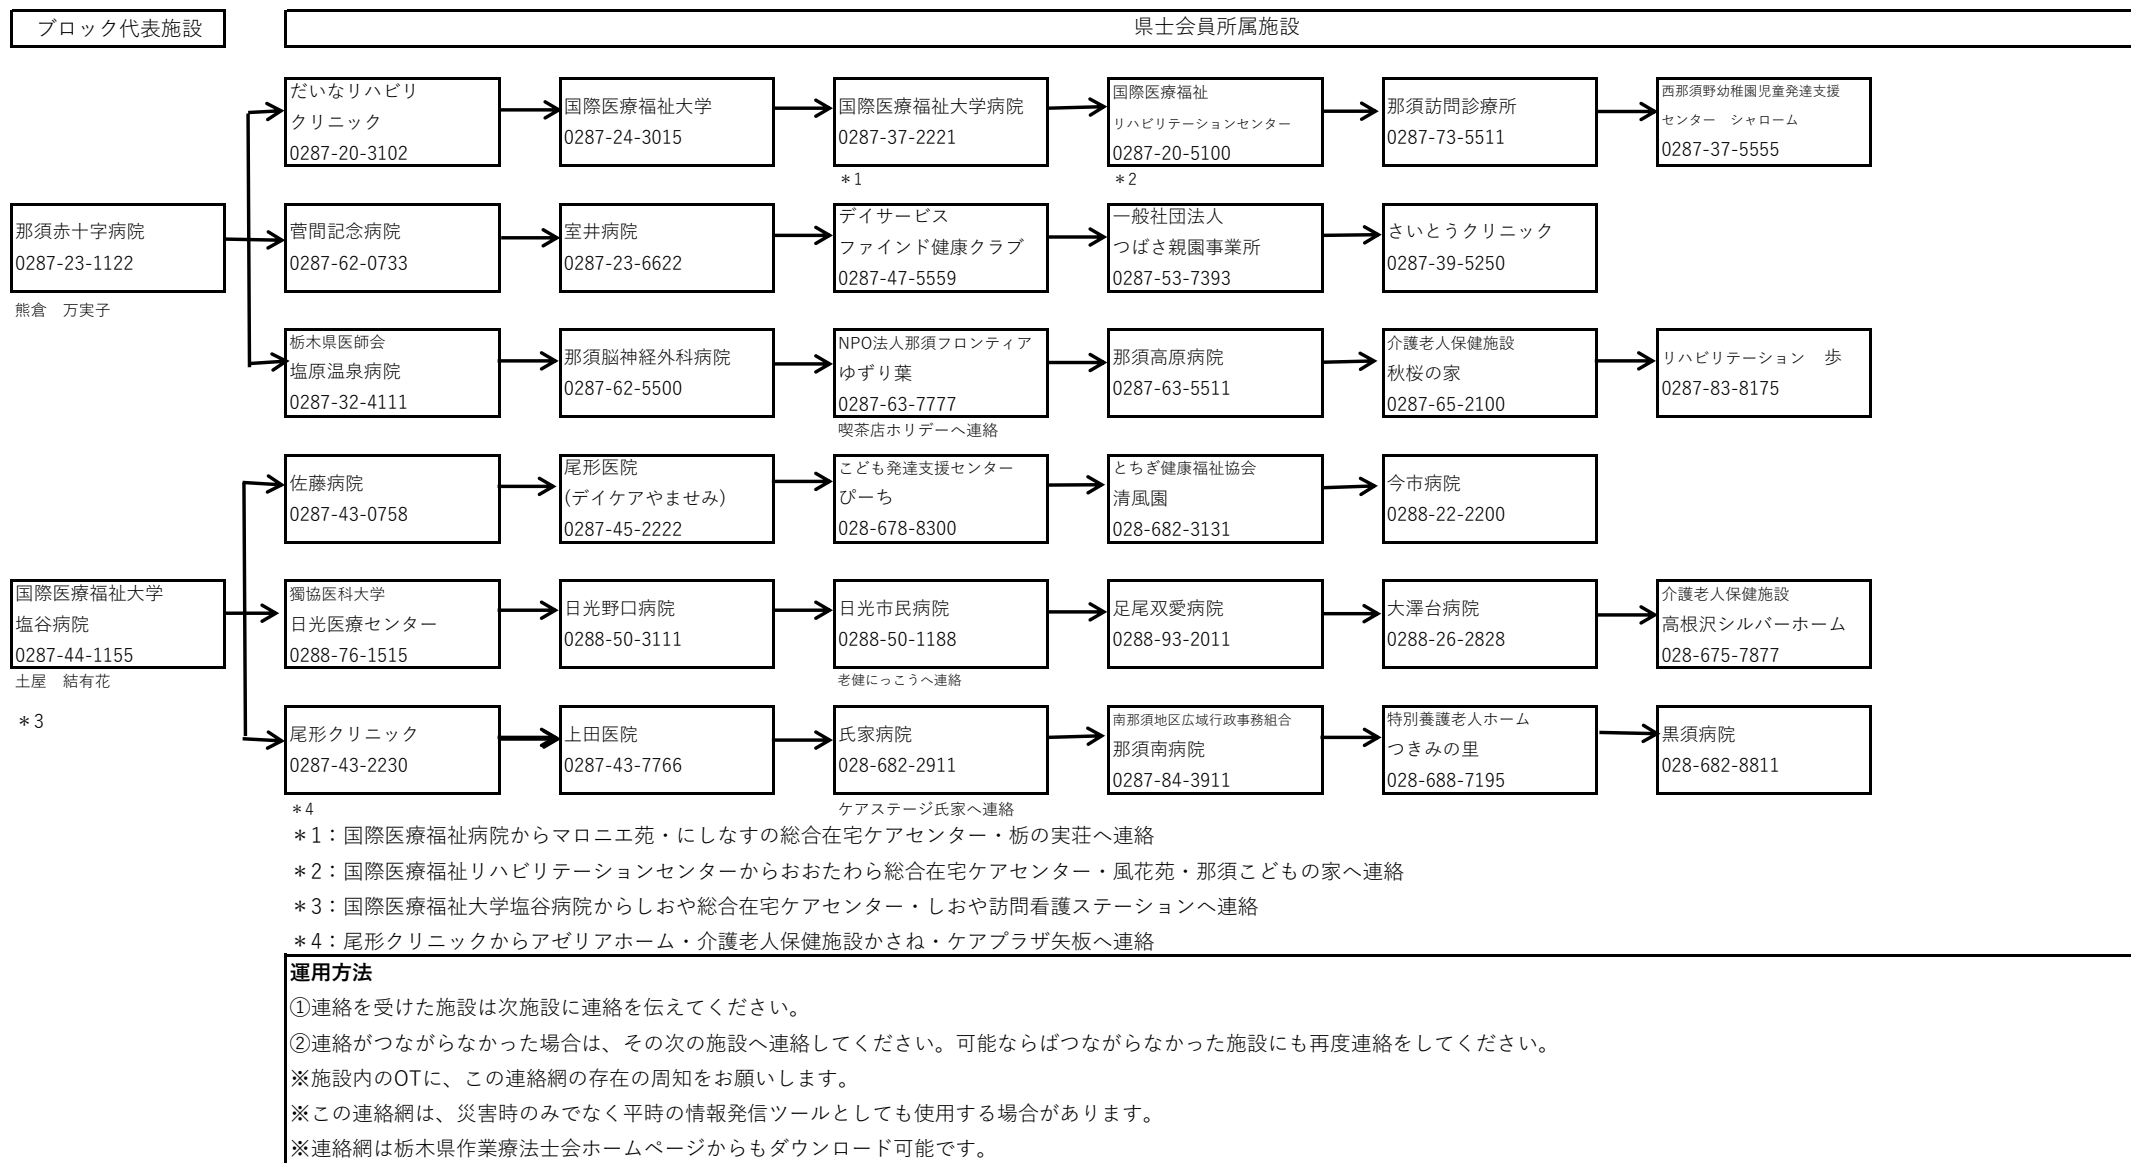 ブロック代表施設
県士会員所属施設
だいなリハビリ
クリニック
0287-20-3102
国際医療福祉大学
0287-24-3015
国際医療福祉大学病院
0287-37-2221
＊1
国際医療福祉
リハビリテーションセンター
0287-20-5100
＊2
那須訪問診療所
0287-73-5511
西那須野幼稚園児童発達支援
センター　シャローム
0287-37-5555
那須赤十字病院
0287-23-1122
熊倉　万実子
菅間記念病院
0287-62-0733
室井病院
0287-23-6622
デイサービス
ファインド健康クラブ
0287-47-5559
一般社団法人
つばさ親園事業所
0287-53-7393
さいとうクリニック
0287-39-5250
栃木県医師会
塩原温泉病院
0287-32-4111
那須脳神経外科病院
0287-62-5500
NPO法人那須フロンティア
ゆずり葉
0287-63-7777
喫茶店ホリデーへ連絡
那須高原病院
0287-63-5511
介護老人保健施設
秋桜の家
0287-65-2100
リハビリテーション　歩
0287-83-8175
佐藤病院
0287-43-0758
尾形医院
(デイケアやませみ)
0287-45-2222
こども発達支援センター
ぴーち
028-678-8300
とちぎ健康福祉協会
清風園
028-682-3131
今市病院
0288-22-2200
国際医療福祉大学
塩谷病院
0287-44-1155
土屋　結有花
＊3
獨協医科大学
日光医療センター
0288-76-1515
日光野口病院
0288-50-3111
日光市民病院
0288-50-1188
老健にっこうへ連絡
足尾双愛病院
0288-93-2011
大澤台病院
0288-26-2828
介護老人保健施設
高根沢シルバーホーム
028-675-7877
尾形クリニック
0287-43-2230
＊4
上田医院
0287-43-7766
氏家病院
028-682-2911
ケアステージ氏家へ連絡
南那須地区広域行政事務組合
那須南病院
0287-84-3911
特別養護老人ホーム
つきみの里
028-688-7195
黒須病院
028-682-8811
＊1：国際医療福祉病院からマロニエ苑・にしなすの総合在宅ケアセンター・栃の実荘へ連絡
＊2：国際医療福祉リハビリテーションセンターからおおたわら総合在宅ケアセンター・風花苑・那須こどもの家へ連絡
＊3：国際医療福祉大学塩谷病院からしおや総合在宅ケアセンター・しおや訪問看護ステーションへ連絡
＊4：尾形クリニックからアゼリアホーム・介護老人保健施設かさね・ケアプラザ矢板へ連絡
運用方法
①連絡を受けた施設は次施設に連絡を伝えてください。
②連絡がつながらなかった場合は、その次の施設へ連絡してください。可能ならばつながらなかった施設にも再度連絡をしてください。
※施設内のOTに、この連絡網の存在の周知をお願いします。
※この連絡網は、災害時のみでなく平時の情報発信ツールとしても使用する場合があります。
※連絡網は栃木県作業療法士会ホームページからもダウンロード可能です。